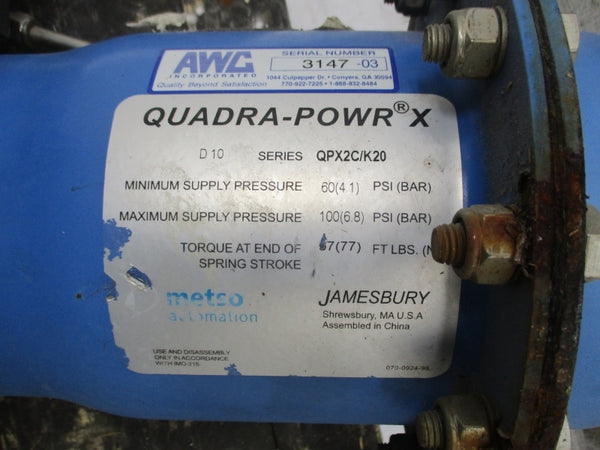 AWC
INCORPORATED
Quality Beyond Satisfaction
SERIAL NUMBER
3147 -03
1044 Culpepper Dr. • Conyers, GA 30094
770-922-7225 • 1-888-832-8484
QUADRA-POWR® X
D 10 SERIES QPX2C/K20
MINIMUM SUPPLY PRESSURE 60(4.1) PSI (BAR)
MAXIMUM SUPPLY PRESSURE 100(6.8) PSI (BAR)
TORQUE AT END OF 57(77) FT LBS. (N
SPRING STROKE
metso
automation
JAMESBURY
Shrewsbury, MA U.S.A
Assembled in China
USE AND DISASSEMBLY
ONLY IN ACCORDANCE
WITH IMO-315
070-0924-98